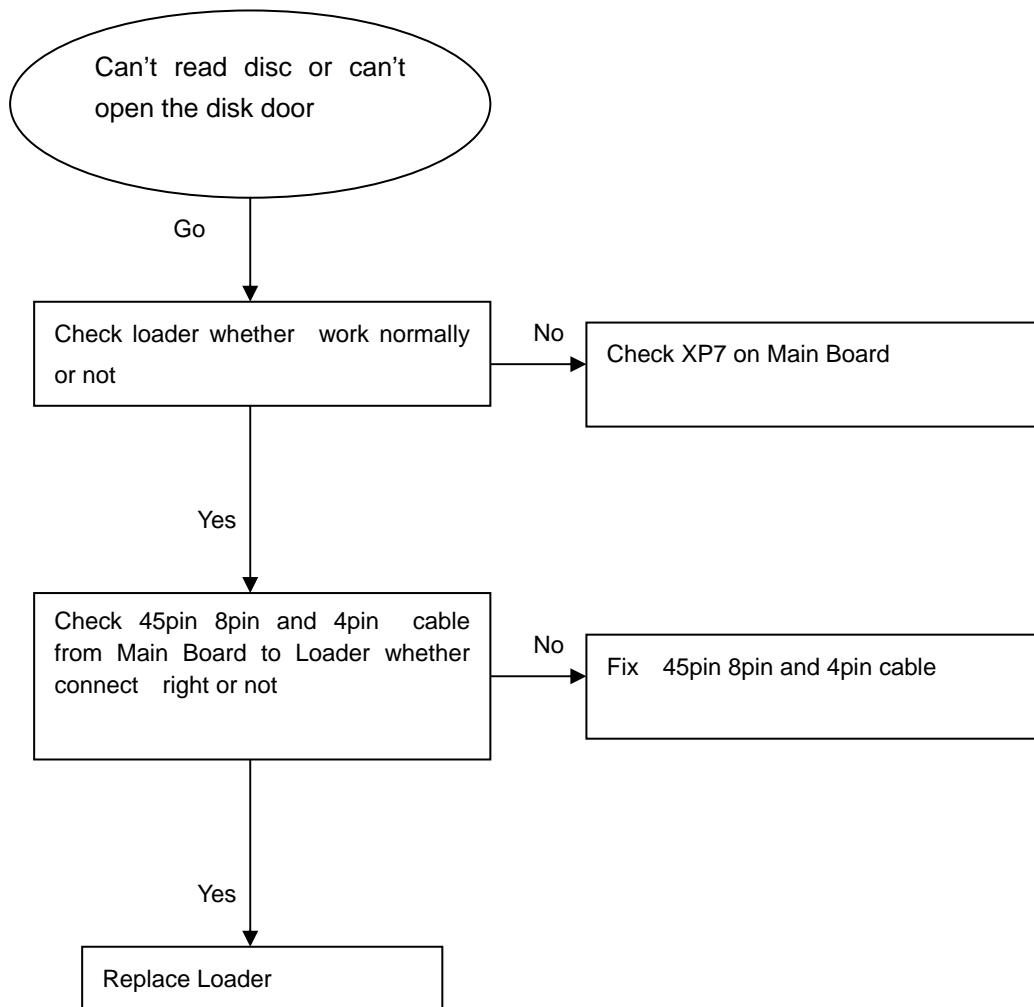 Can't read disc or can't
open the disk door
Go
Check loader whether work normally
or not
No
Check XP7 on Main Board
Yes
Check 45pin 8pin and 4pin cable
from Main Board to Loader whether
connect right or not
No
Fix 45pin 8pin and 4pin cable
Yes
Replace Loader